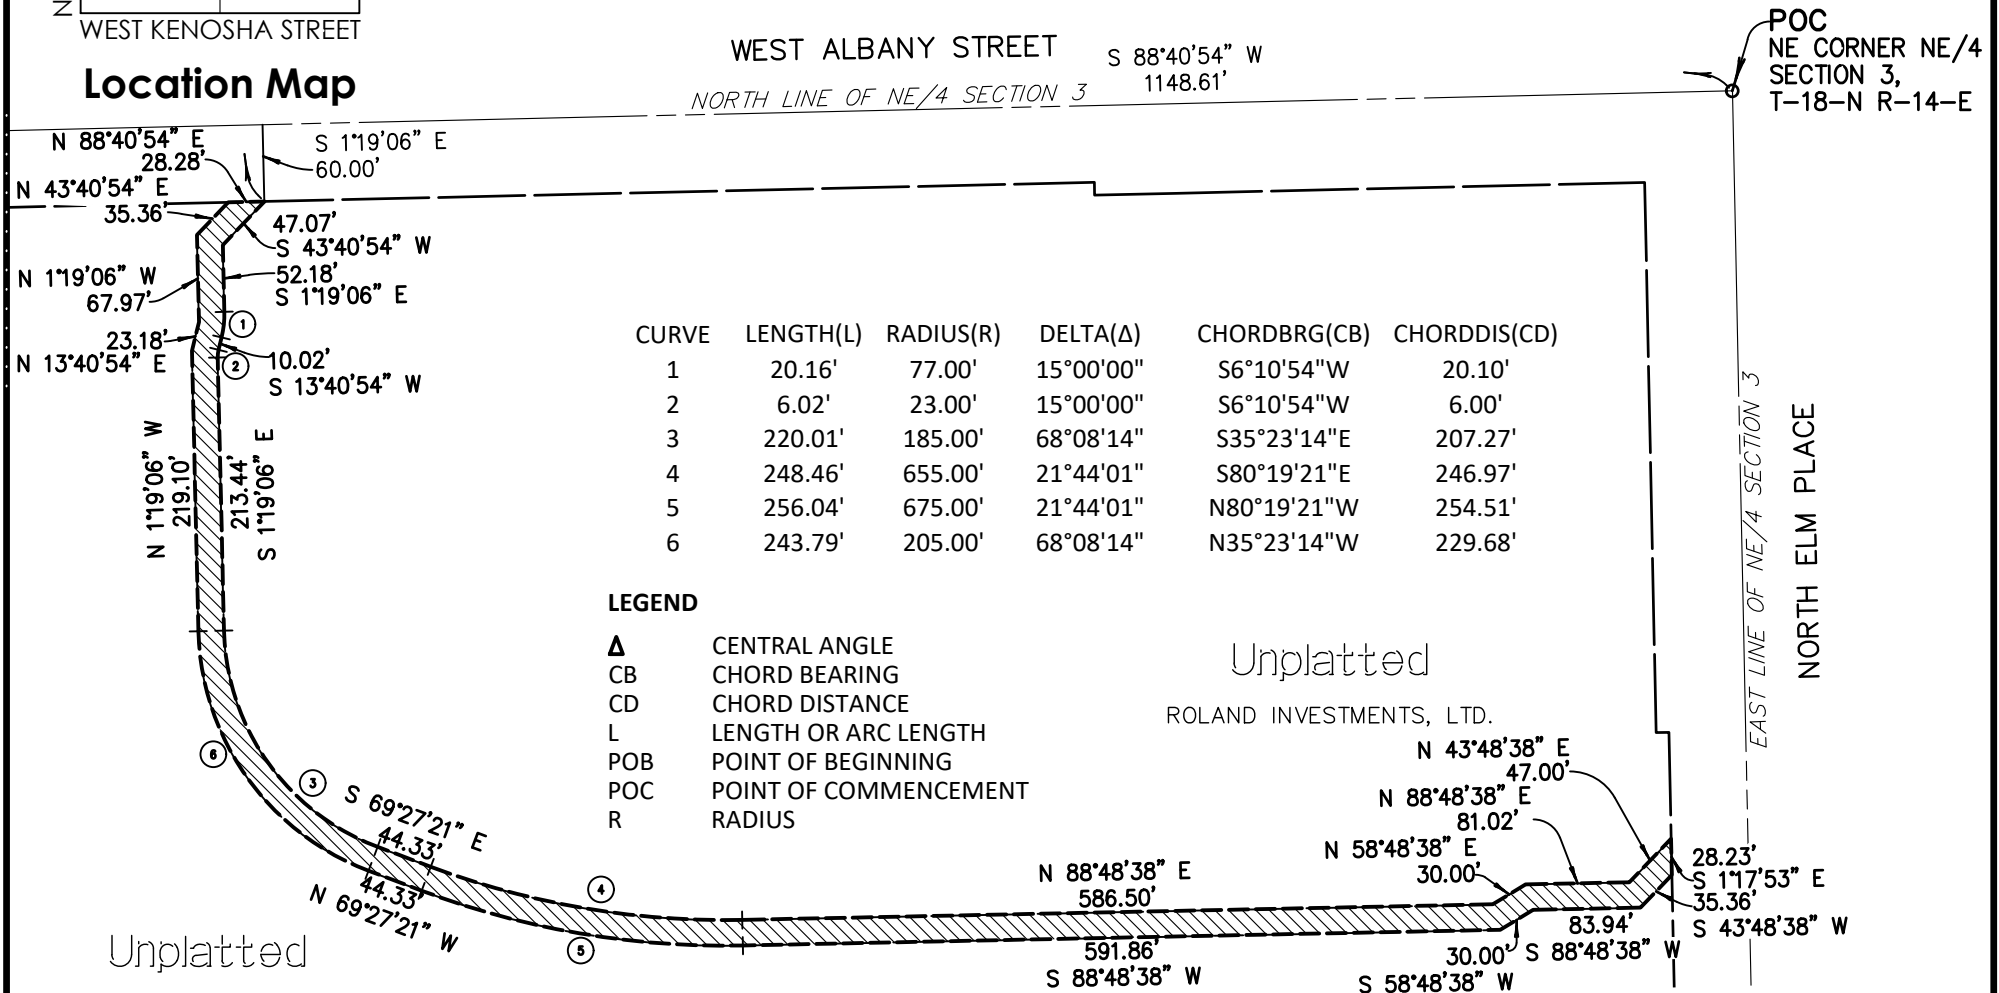 N
WEST KENOSHA STREET
Location Map
WEST ALBANY STREET
S 88°40'54" W
1148.61'
NORTH LINE OF NE/4 SECTION 3
POC
NE CORNER NE/4
SECTION 3,
T-18-N R-14-E
N 88°40'54" E
28.28'
S 1°19'06" E
60.00'
N 43°40'54" E
35.36'
47.07'
S 43°40'54" W
N 1°19'06" W
67.97'
52.18'
S 1°19'06" E
1
23.18'
N 13°40'54" E
2
10.02'
S 13°40'54" W
N 1°19'06" W
219.10'
213.44'
S 1°19'06" E
CURVE LENGTH(L) RADIUS(R) DELTA(Δ) CHORDBRG(CB) CHORDDIS(CD)
1 20.16' 77.00' 15°00'00" S6°10'54"W 20.10'
2 6.02' 23.00' 15°00'00" S6°10'54"W 6.00'
3 220.01' 185.00' 68°08'14" S35°23'14"E 207.27'
4 248.46' 655.00' 21°44'01" S80°19'21"E 246.97'
5 256.04' 675.00' 21°44'01" N80°19'21"W 254.51'
6 243.79' 205.00' 68°08'14" N35°23'14"W 229.68'
EAST LINE OF NE/4 SECTION 3
NORTH ELM PLACE
LEGEND
Δ CENTRAL ANGLE
CB CHORD BEARING
CD CHORD DISTANCE
L LENGTH OR ARC LENGTH
POB POINT OF BEGINNING
POC POINT OF COMMENCEMENT
R RADIUS
Unplatted
ROLAND INVESTMENTS, LTD.
6
3
S 69°27'21" E
44.33'
44.33'
N 69°27'21" W
4
5
Unplatted
N 88°48'38" E
586.50'
591.86'
S 88°48'38" W
N 43°48'38" E
47.00'
N 88°48'38" E
81.02'
N 58°48'38" E
30.00'
28.23'
S 1°17'53" E
35.36'
S 43°48'38" W
83.94'
S 88°48'38" W
30.00'
S 58°48'38" W